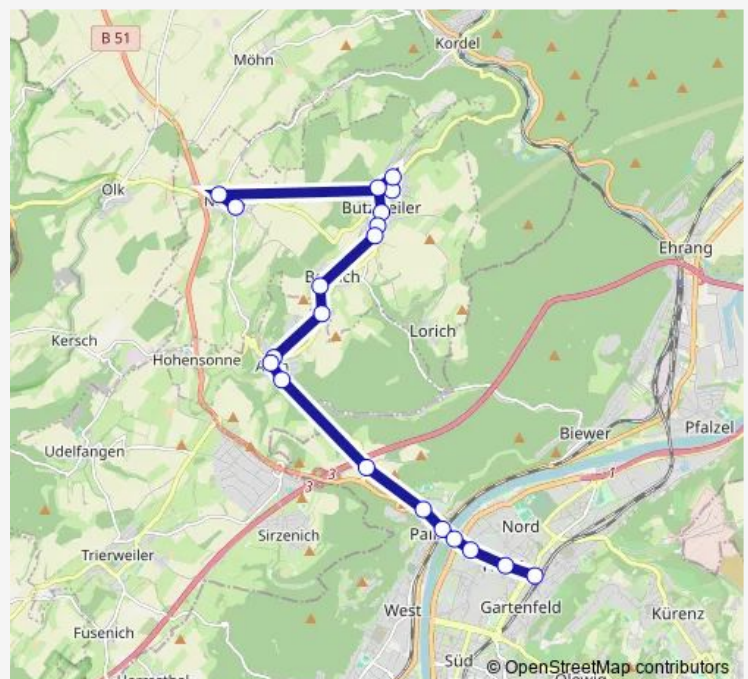 B 51
Kordel
Möhn
Olk
Butzweiler
Ehrang
Kersch
Lorich
Hohensonne
Pfalzel
Biewer
Udelfangen
3
3
1
Nord
Sirzenich
Trierweiler
West
Gartenfeld
Kürenz
Fusenich
Süd
© OpenStreetMap contributors